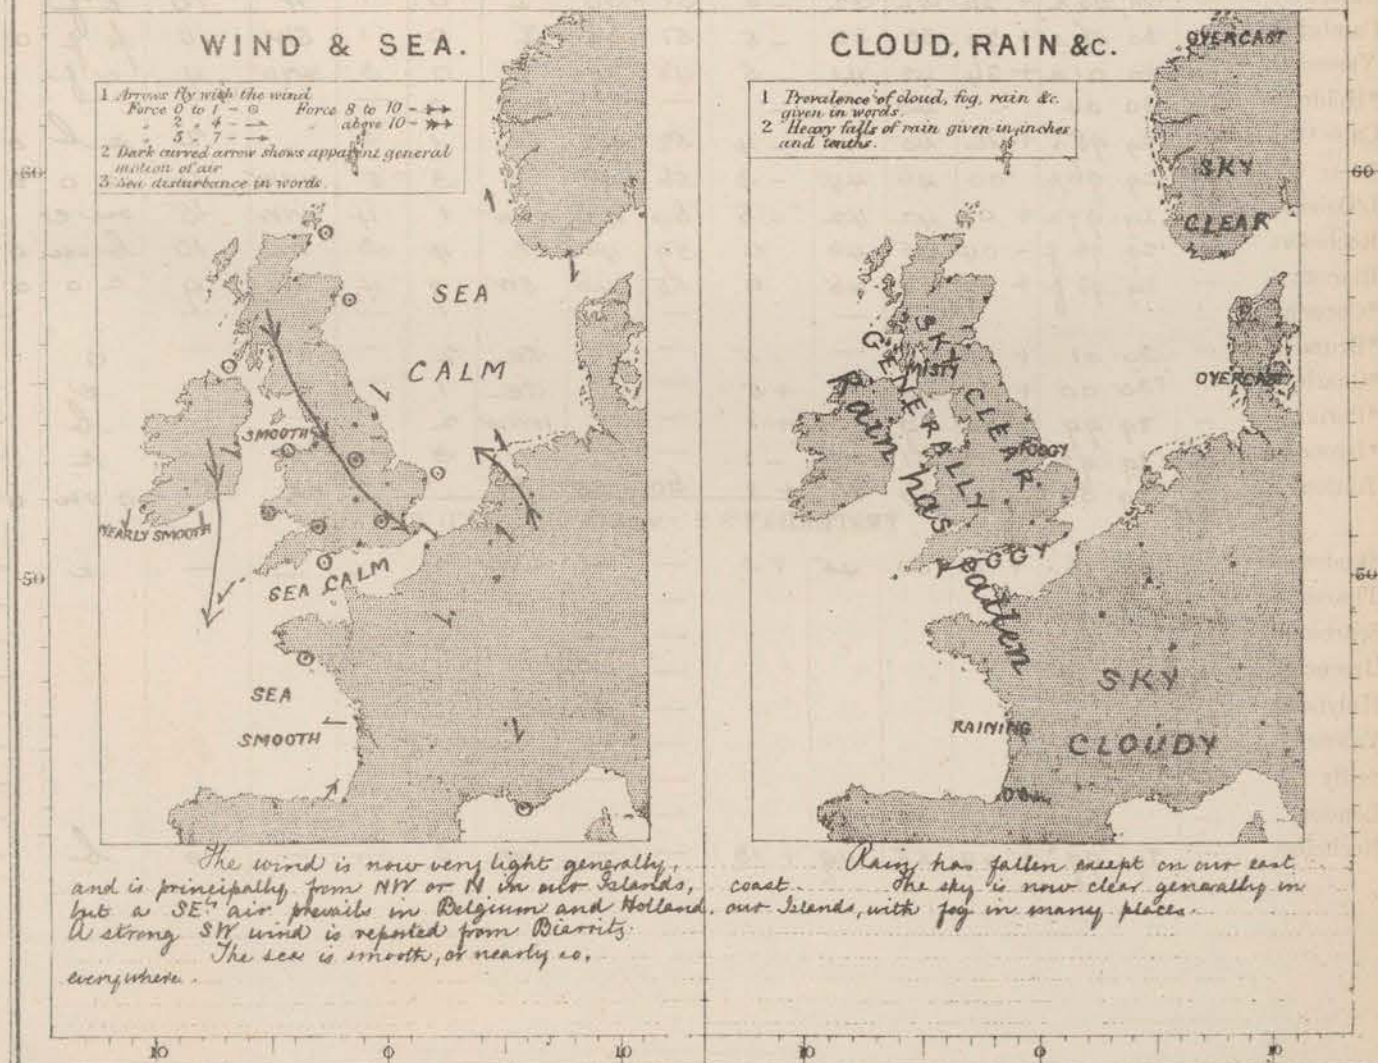 WIND & SEA.
1 Arrows fly with the wind
Force 0 to 1 - ⊙ Force 8 to 10 -
" 2 " 4 - " above 10 -
" 5 " 7 -
2 Dark curved arrow shows apparent general
motion of air
3 Sea disturbance in words.
60
SEA
CALM
SMOOTH
NEARLY SMOOTH
50
SEA CALM
SEA
SMOOTH
The wind is now very light generally,
and is principally from NW or N in our Islands,
but a SE.ly air prevails in Belgium and Holland.
A strong SW wind is reported from Biarritz.
The sea is smooth, or nearly so,
everywhere.
10 0 10
CLOUD, RAIN &c.
1 Prevalence of cloud, fog, rain &c.
given in words.
2 Heavy falls of rain given in inches
and tenths.
OVERCAST
SKY
60
CLEAR
SKY
GENERALLY
CLEAR
MISTY
OVERCAST
Rain has fallen
FOGGY
FOGGY
50
SKY
RAINING
CLOUDY
Rain has fallen except on our east
coast. The sky is now clear generally in
our Islands, with fog in many places.
10 0 10